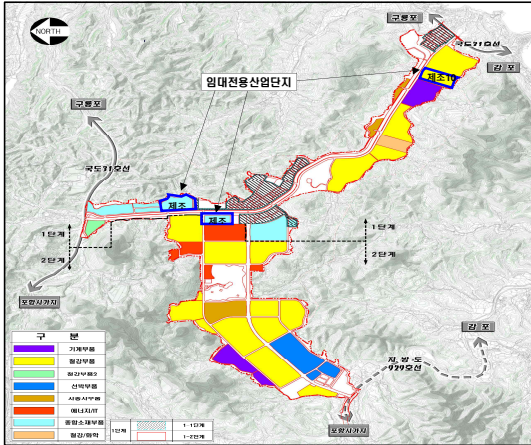 NORTH
구룡포
국도31호선
감 포
임대전용산업단지
제조10
구룡포
국도31호선
제조
제조
1단계
2단계
1단계
2단계
포항시가지
감 포
지 방 도
929호선
포항시가지
구 분
기계부품
철강부품
철강부품2
선박부품
자동차부품
에너지/IT
종합소재부품
철강/화학
1단계
1-1단계
1-2단계